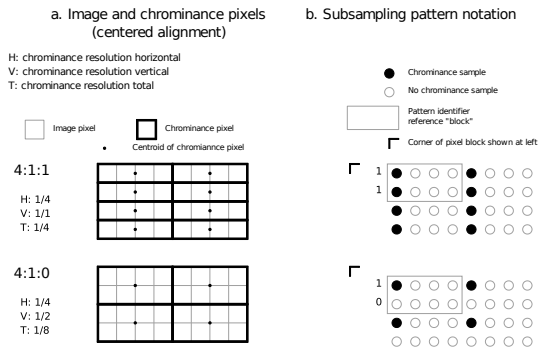 a. Image and chrominance pixels
(centered alignment)
H: chrominance resolution horizontal
V: chrominance resolution vertical
T: chrominance resolution total
Image pixel
Chrominance pixel
Centroid of chromiannce pixel
4:1:1
H: 1/4
V: 1/1
T: 1/4
4:1:0
H: 1/4
V: 1/2
T: 1/8
b. Subsampling pattern notation
Chrominance sample
No chrominance sample
Pattern identifier
reference "block"
Corner of pixel block shown at left
1
1
1
0